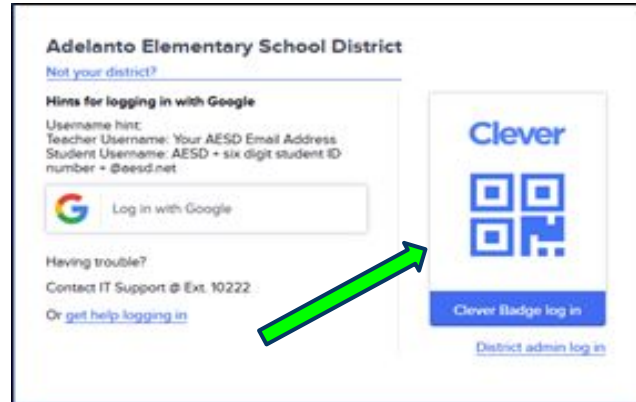 Adelanto Elementary School District
Not your district?
Hints for logging in with Google
Username hint:
Teacher Username: Your AESD Email Address
Student Username: AESD + six digit student ID
number + @aesd.net
Log in with Google
Having trouble?
Contact IT Support @ Ext. 10222
Or get help logging in
Clever
Clever Badge log in
District admin log in